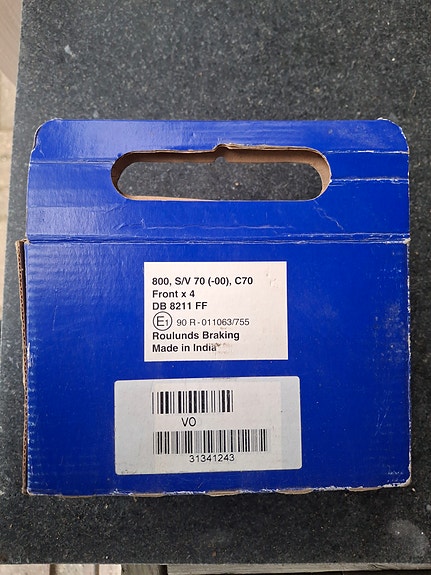 800, S/V 70 (-00), C70
Front x 4
DB 8211 FF
E1 90 R-011063/755
Roulunds Braking
Made in India
VO
31341243